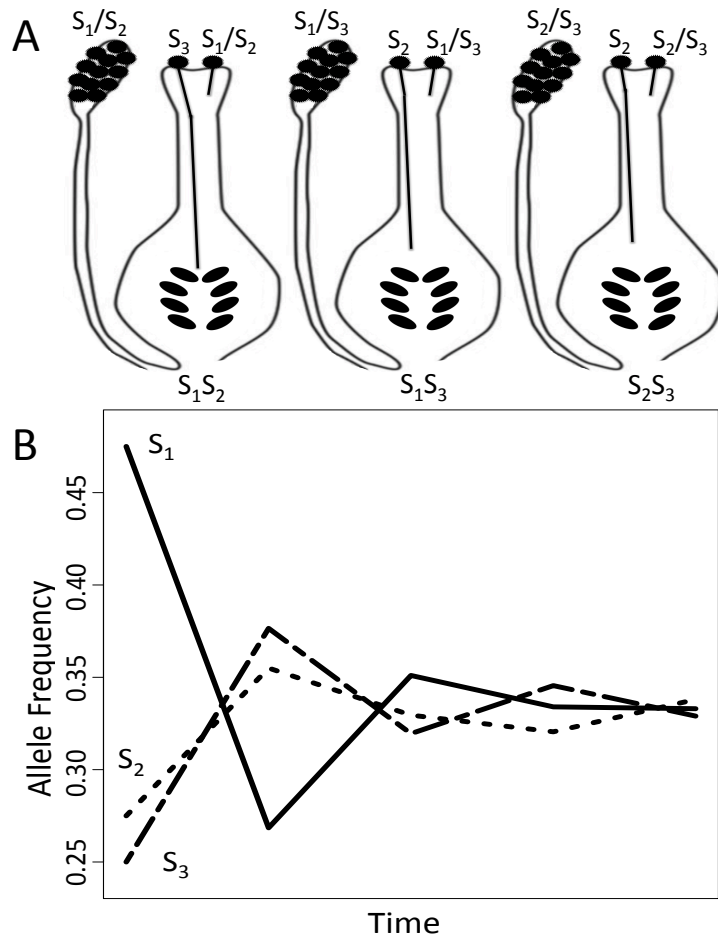 A
S₁/S₂ S₃ S₁/S₂ S₁/S₃ S₂ S₁/S₃ S₂/S₃ S₂ S₂/S₃
S₁S₂ S₁S₃ S₂S₃
B
S₁
S₂
S₃
0.45
0.40
0.35
0.30
0.25
Allele Frequency
Time